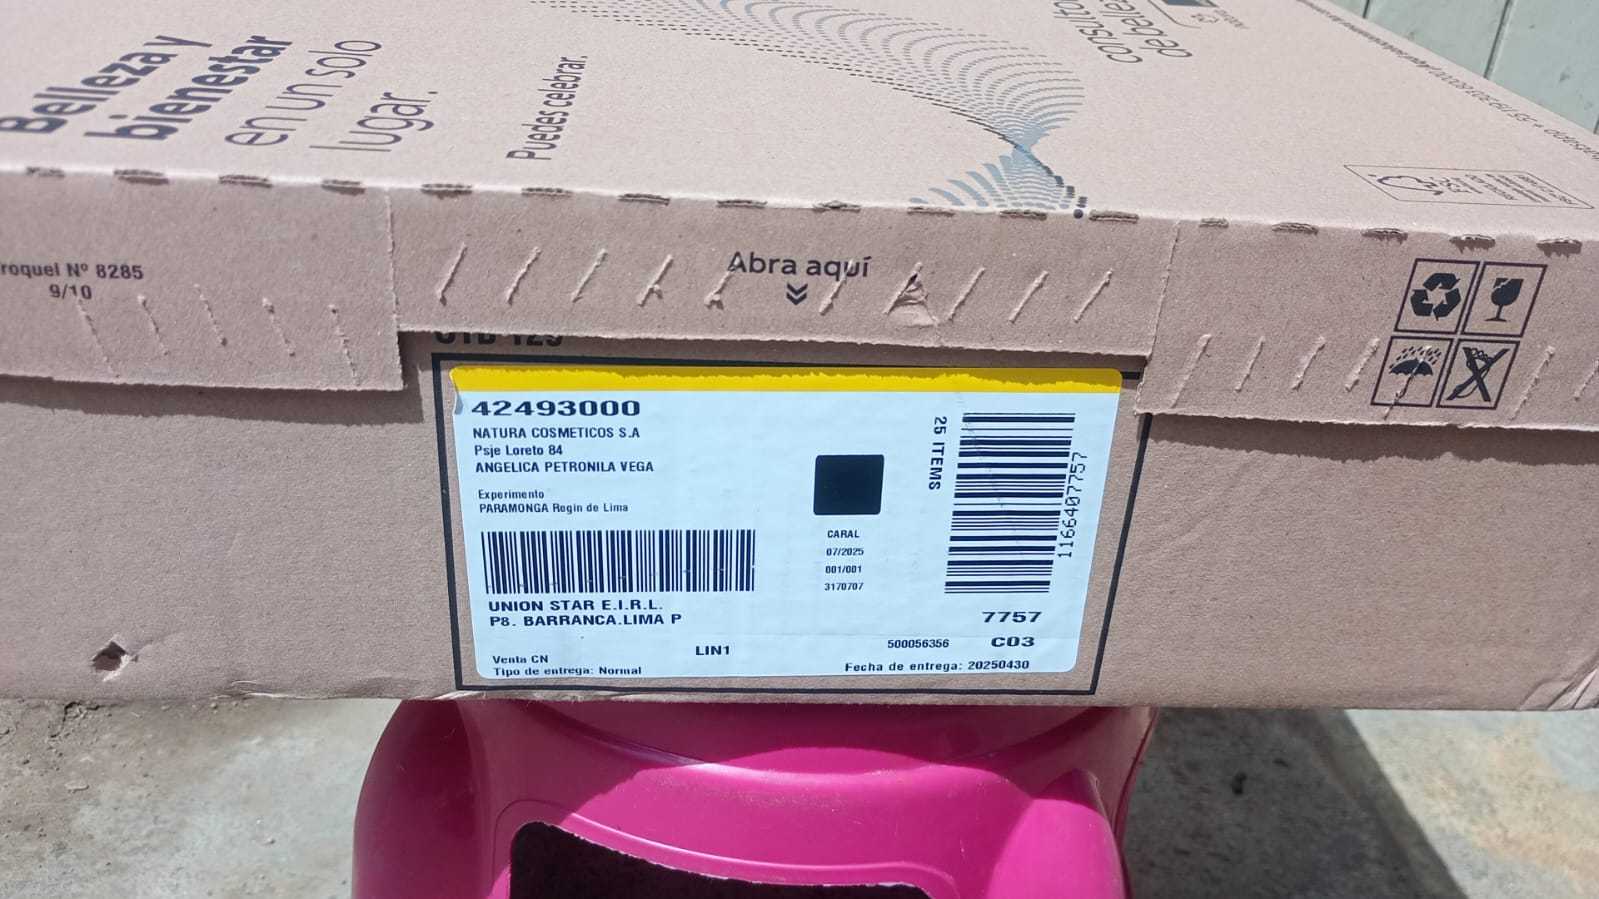 Belleza y
bienestar
en un solo
lugar.
Puedes celebrar.
Consulto
de belle
Abra aquí
roquel Nº 8285
9/10
42493000
NATURA COSMETICOS S.A
Psje Loreto 84
ANGELICA PETRONILA VEGA
Experimento
PARAMONGA Regin de Lima
25 ITEMS
1166407757
CARAL
07/2025
001/001
3170707
UNION STAR E.I.R.L.
P8. BARRANCA.LIMA P
7757
LIN1
500056356
C03
Venta CN
Tipo de entrega: Normal
Fecha de entrega: 20250430